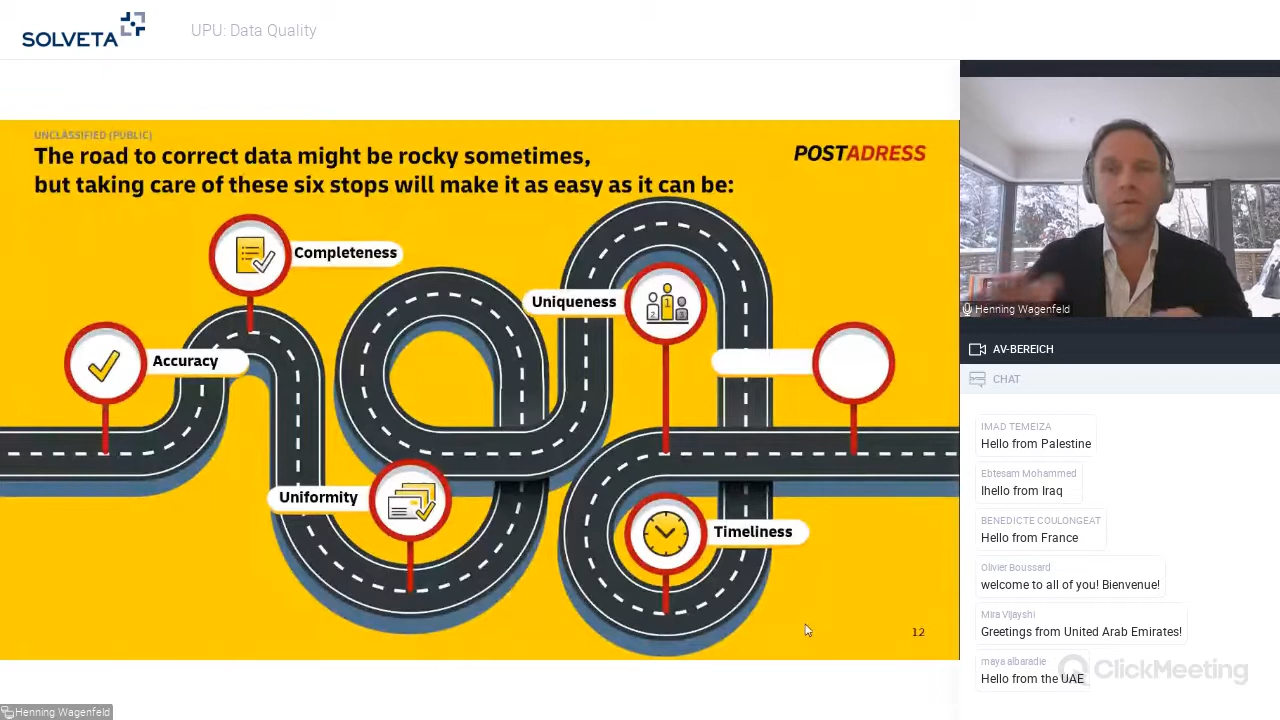 SOLVETA
UPU: Data Quality
UNCLASSIFIED (PUBLIC)
The road to correct data might be rocky sometimes,
but taking care of these six stops will make it as easy as it can be:
POSTADRESS
Completeness
Uniqueness
1
2
3
Accuracy
Uniformity
Timeliness
12
Henning Wagenfeld
Henning Wagenfeld
AV-BEREICH
CHAT
IMAD TEMEIZA
Hello from Palestine
Ebtesam Mohammed
lhello from Iraq
BENEDICTE COULONGEAT
Hello from France
Olivier Boussard
welcome to all of you! Bienvenue!
Mira Vijayshi
Greetings from United Arab Emirates!
maya albaradie
Hello from the UAE
ClickMeeting